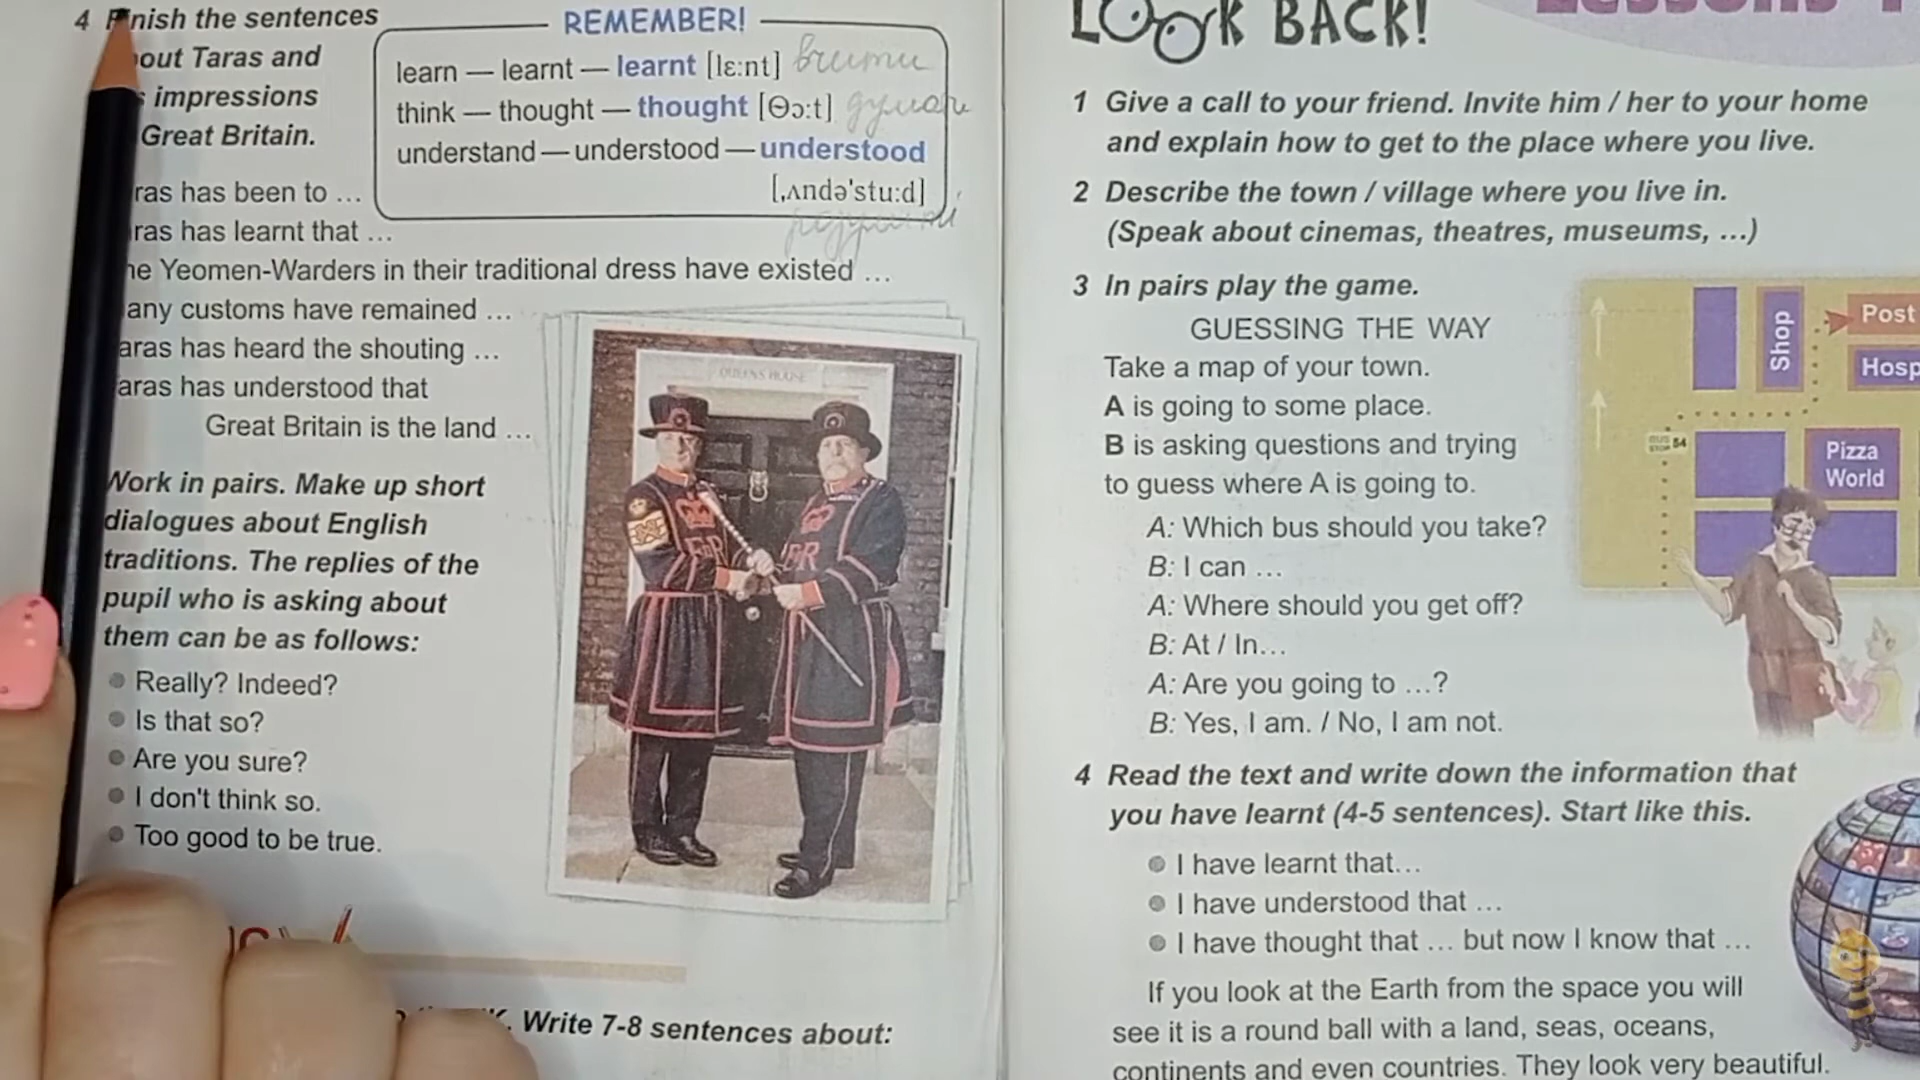 4 Finish the sentences
out Taras and
impressions
Great Britain.
ras has been to ...
ras has learnt that ...
he Yeomen-Warders in their traditional dress have existed ...
any customs have remained ...
aras has heard the shouting ...
aras has understood that
Great Britain is the land ...
REMEMBER!
learn — learnt — learnt [lɛ:nt] вчити
think — thought — thought [Θɔ:t] думати
understand — understood — understood
[ˌʌndə'stu:d]
QUEEN'S HOUSE
Work in pairs. Make up short
dialogues about English
traditions. The replies of the
pupil who is asking about
them can be as follows:
Really? Indeed?
Is that so?
Are you sure?
I don't think so.
Too good to be true.
Write 7-8 sentences about:
LOOK BACK!
1 Give a call to your friend. Invite him / her to your home
and explain how to get to the place where you live.
2 Describe the town / village where you live in.
(Speak about cinemas, theatres, museums, ...)
3 In pairs play the game.
GUESSING THE WAY
Take a map of your town.
A is going to some place.
B is asking questions and trying
to guess where A is going to.
A: Which bus should you take?
B: I can ...
A: Where should you get off?
B: At / In...
A: Are you going to ...?
B: Yes, I am. / No, I am not.
Shop
Post
Hosp
BUS STOP 54
Pizza
World
4 Read the text and write down the information that
you have learnt (4-5 sentences). Start like this.
I have learnt that...
I have understood that ...
I have thought that ... but now I know that ...
If you look at the Earth from the space you will
see it is a round ball with a land, seas, oceans,
continents and even countries. They look very beautiful.